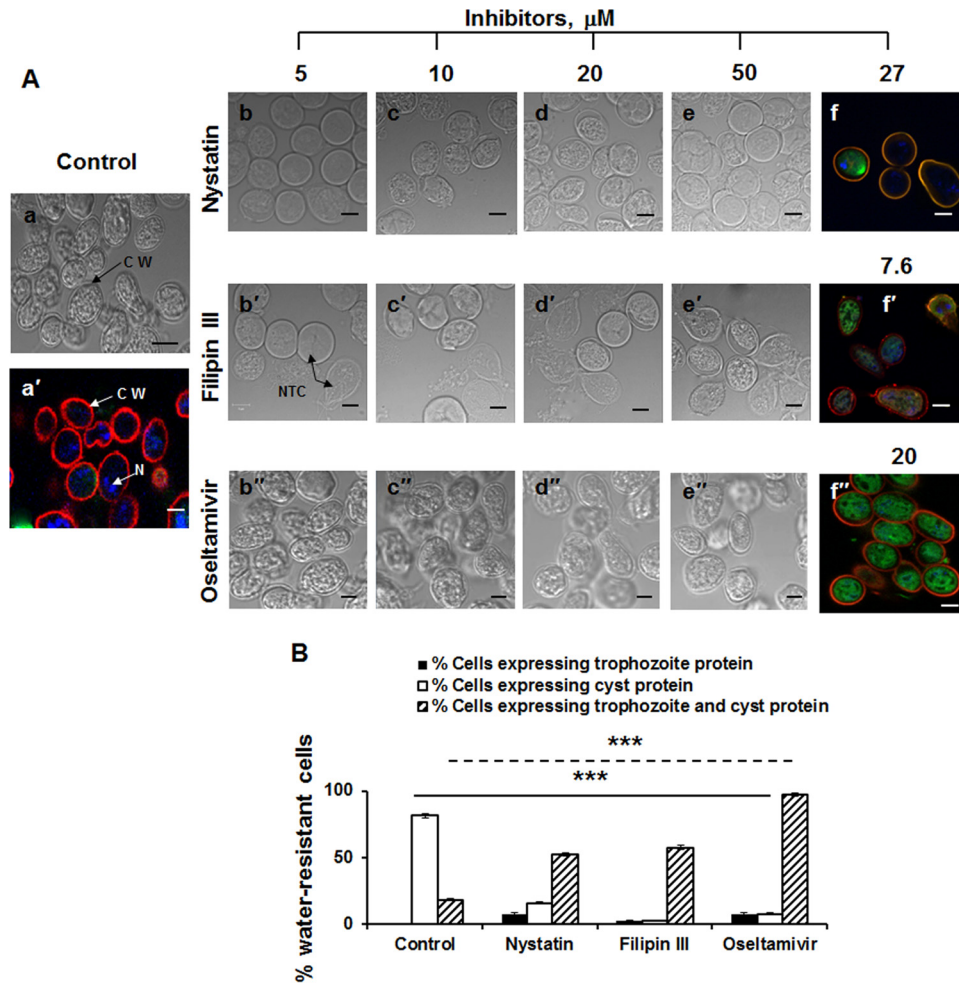 Inhibitors, μM
5 10 20 50 27
A
Control
Nystatin
b c d e f
a
C W
7.6
Filipin III
b′ c′ d′ e′ f′
NTC
a′
C W
N
20
Oseltamivir
b″ c″ d″ e″ f″
B
% Cells expressing trophozoite protein
% Cells expressing cyst protein
% Cells expressing trophozoite and cyst protein
% water-resistant cells
***
***
100
50
0
Control Nystatin Filipin III Oseltamivir